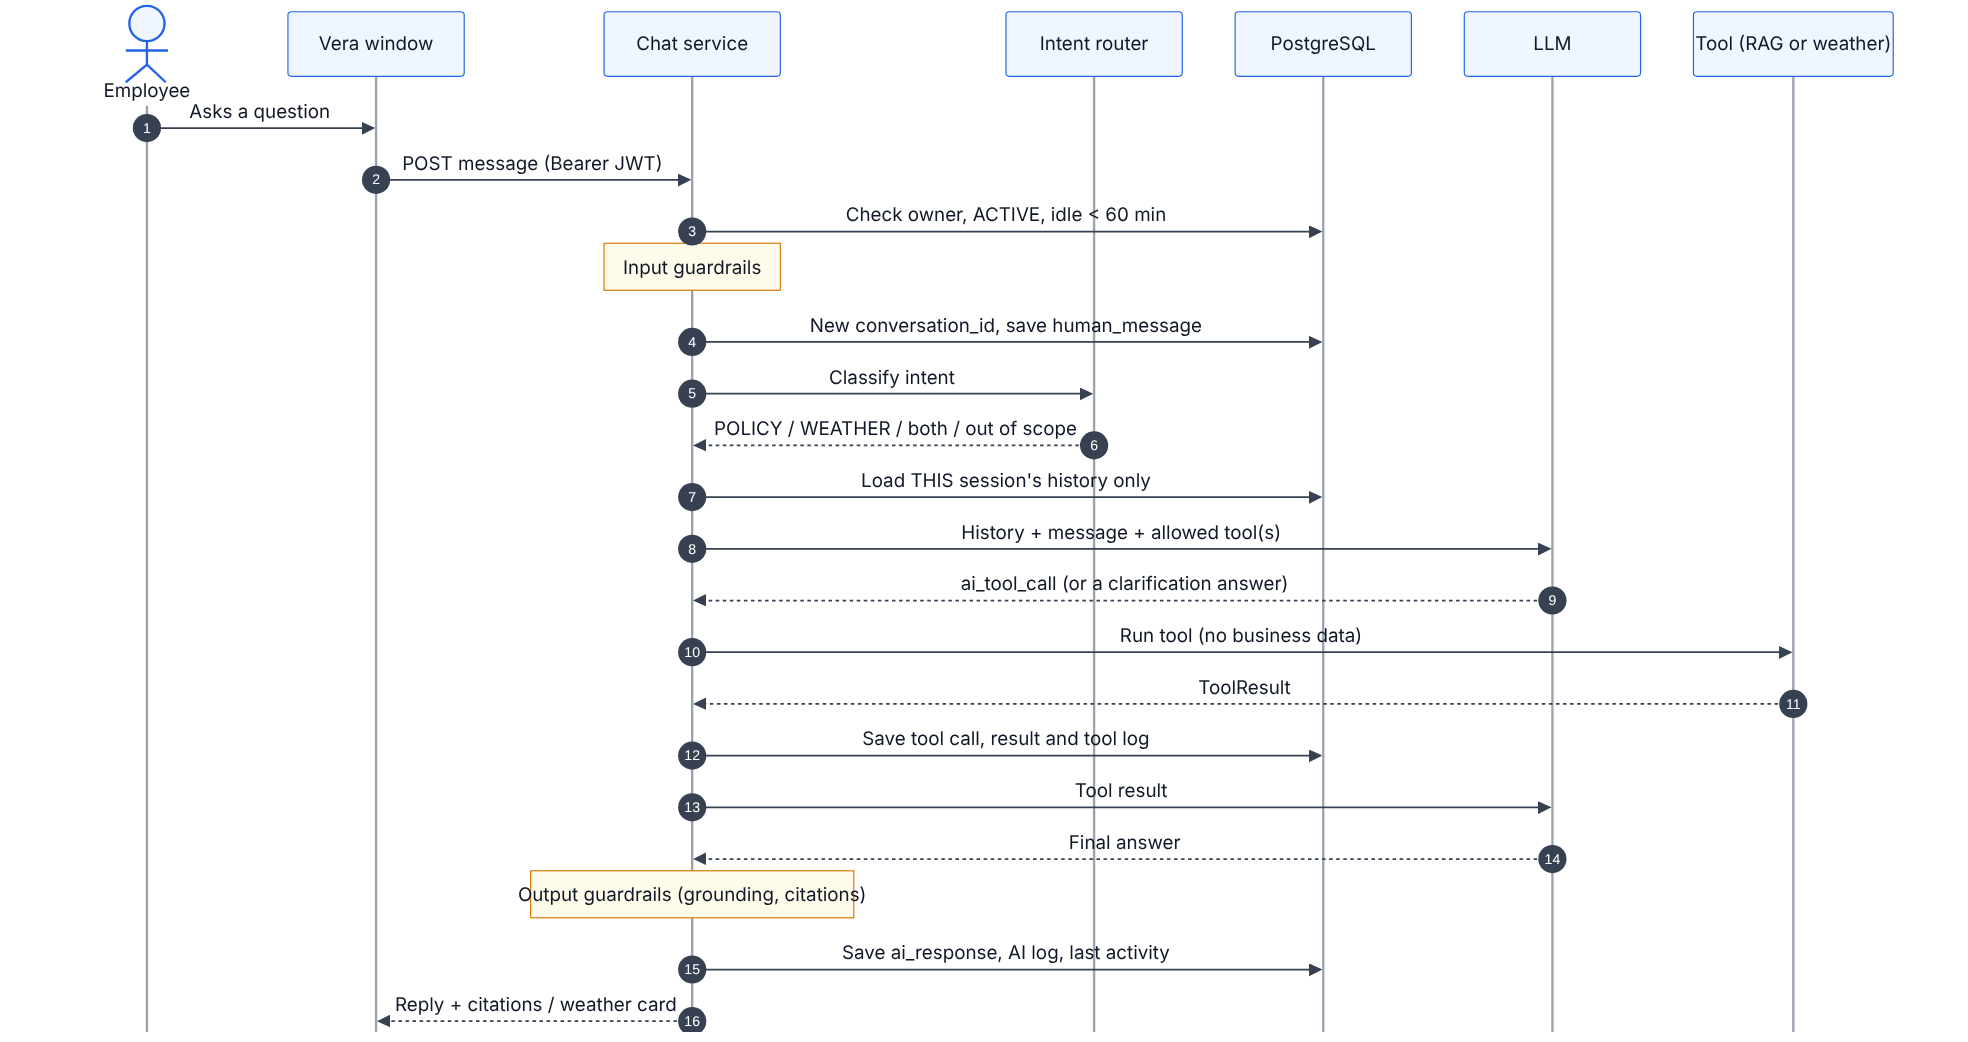 Employee
Vera window
Chat service
Intent router
PostgreSQL
LLM
Tool (RAG or weather)
Asks a question
1
POST message (Bearer JWT)
2
Check owner, ACTIVE, idle < 60 min
3
Input guardrails
New conversation_id, save human_message
4
Classify intent
5
POLICY / WEATHER / both / out of scope
6
Load THIS session's history only
7
History + message + allowed tool(s)
8
ai_tool_call (or a clarification answer)
9
Run tool (no business data)
10
ToolResult
11
Save tool call, result and tool log
12
Tool result
13
Final answer
14
Output guardrails (grounding, citations)
Save ai_response, AI log, last activity
15
Reply + citations / weather card
16